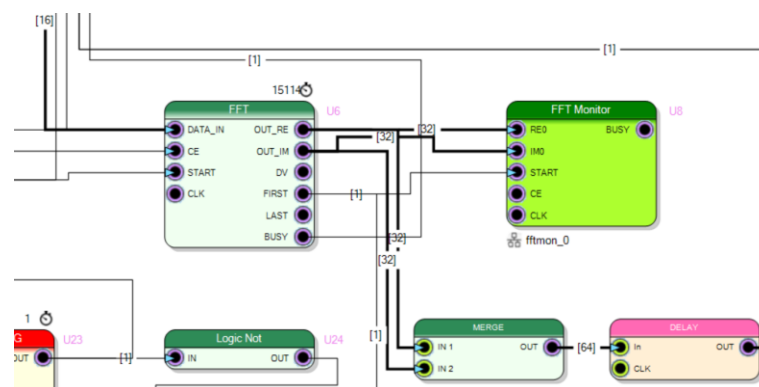 [16]
[1]
[1]
15114
FFT
U6
DATA_IN OUT_RE
CE OUT_IM
START DV
CLK FIRST
LAST
BUSY
[32]
[32]
[1]
[32]
[32]
[1]
FFT Monitor
U8
RE0 BUSY
IM0
START
CE
CLK
fftmon_0
1
G
U23
OUT
[1]
Logic Not
U24
IN OUT
MERGE
IN 1 OUT
IN 2
[64]
DELAY
In OUT
CLK